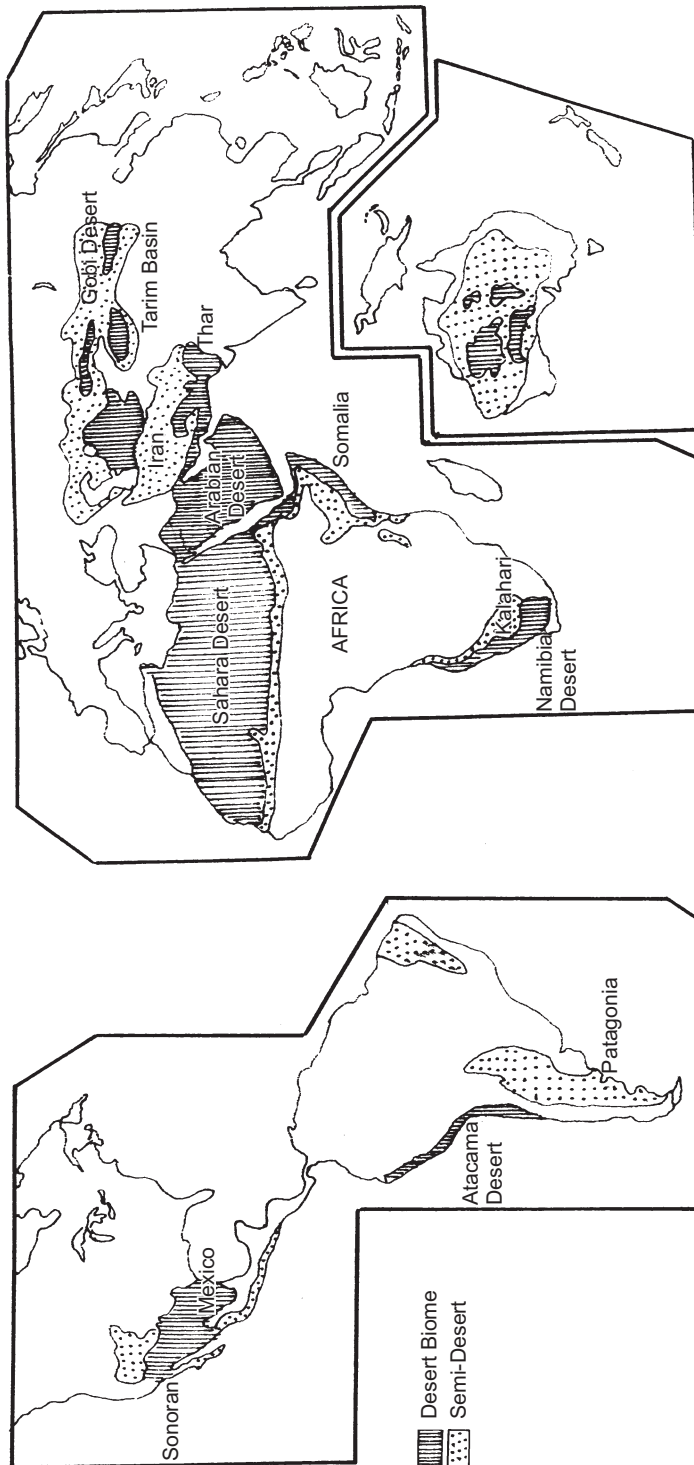 Sonoran
Mexico
Atacama
Desert
Patagonia
Desert Biome
Semi-Desert
Sahara Desert
Arabian
Desert
Iran
Thar
Gobi Desert
Tarim Basin
Somalia
AFRICA
Kalahari
Namibia
Desert